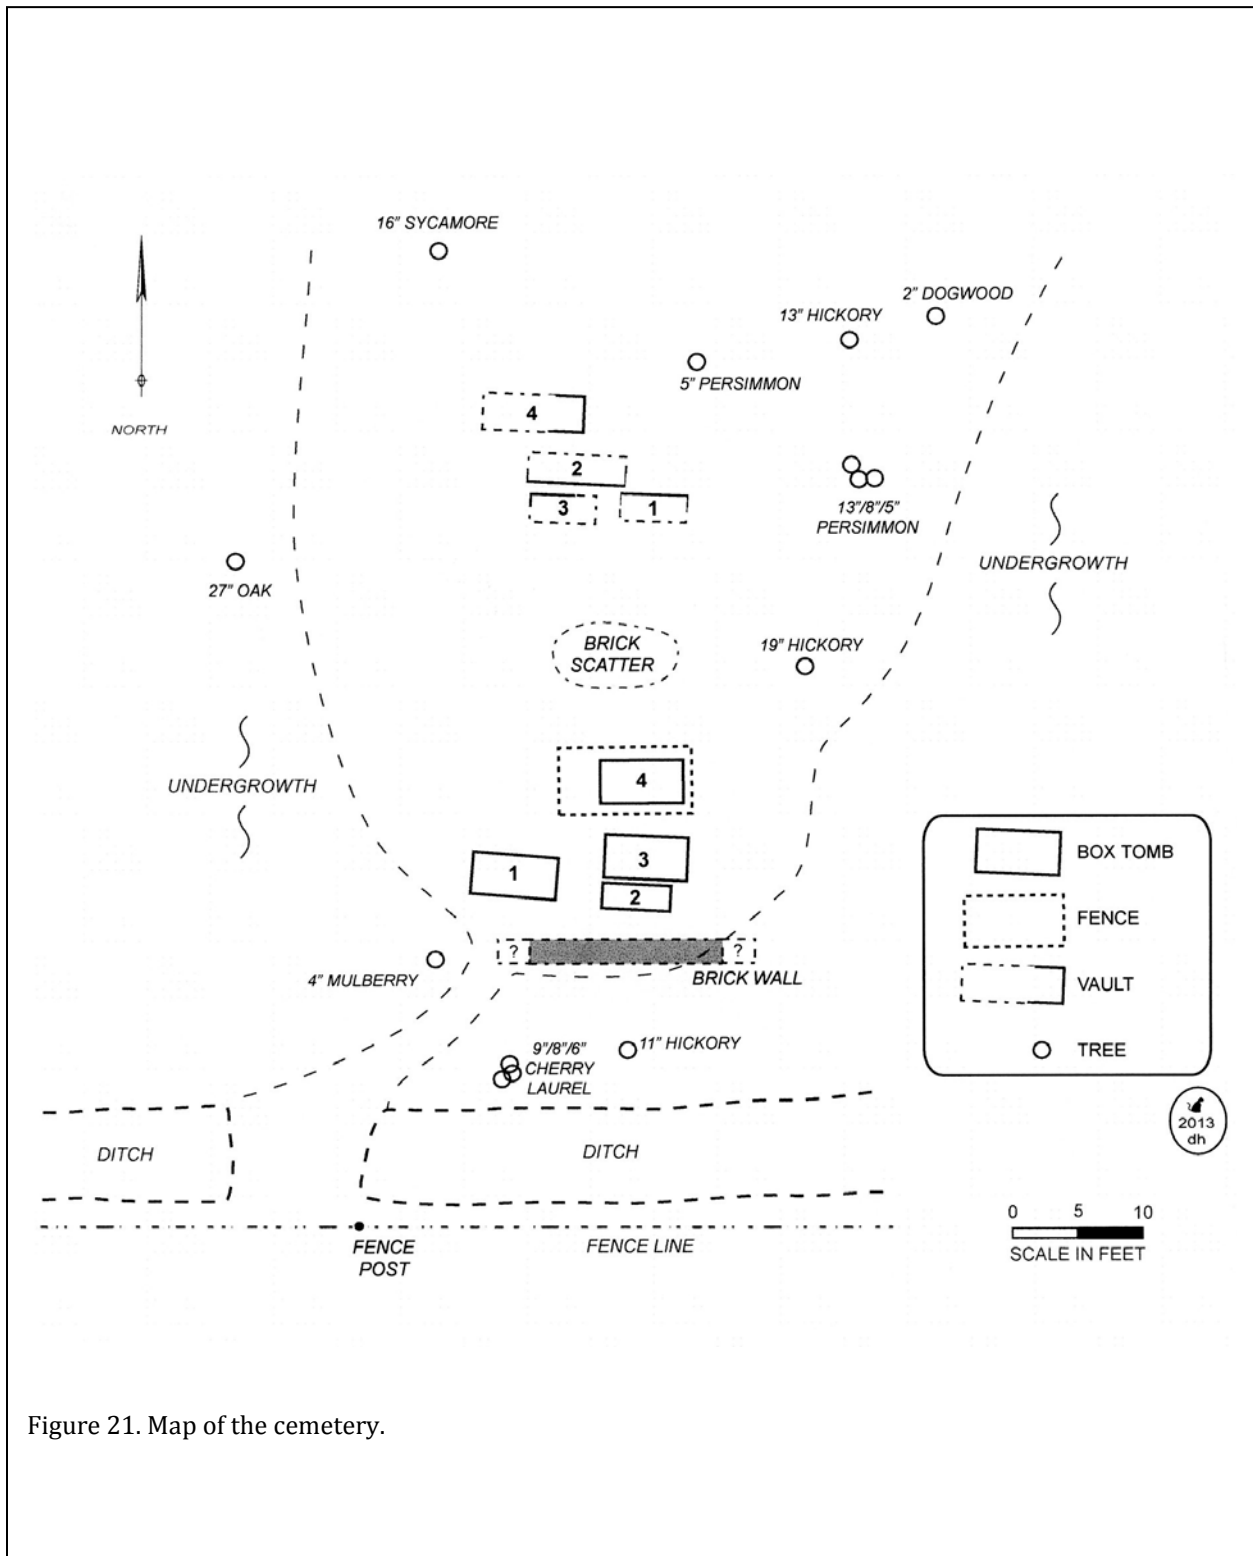 16" SYCAMORE
2" DOGWOOD
13" HICKORY
5" PERSIMMON
NORTH
4
2
3
1
13"/8"/5"
PERSIMMON
UNDERGROWTH
27" OAK
BRICK
SCATTER
19" HICKORY
UNDERGROWTH
4
3
1
2
?
?
BRICK WALL
4" MULBERRY
9"/8"/6"
CHERRY
LAUREL
11" HICKORY
BOX TOMB
FENCE
VAULT
TREE
2013
dh
DITCH
DITCH
0 5 10
SCALE IN FEET
FENCE
POST
FENCE LINE
Figure 21. Map of the cemetery.